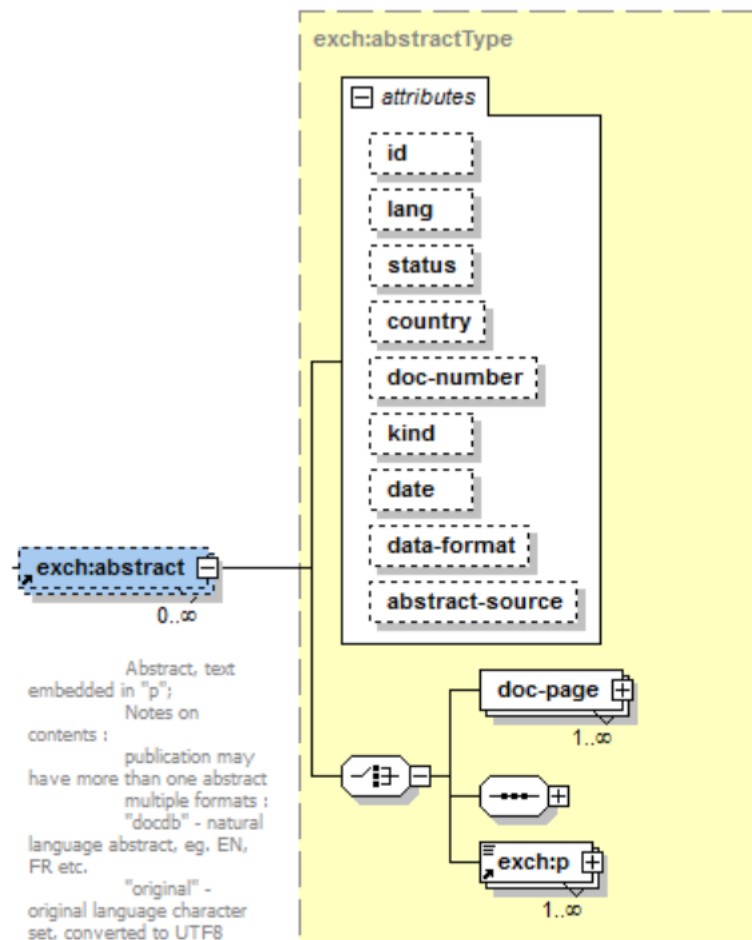 exch:abstractType
attributes
id
lang
status
country
doc-number
kind
date
data-format
abstract-source
exch:abstract
0..∞
Abstract, text
embedded in "p";
Notes on
contents :
publication may
have more than one abstract
multiple formats :
"docdb" - natural
language abstract, eg. EN,
FR etc.
"original" -
original language character
set, converted to UTF8
doc-page
1..∞
exch:p
1..∞